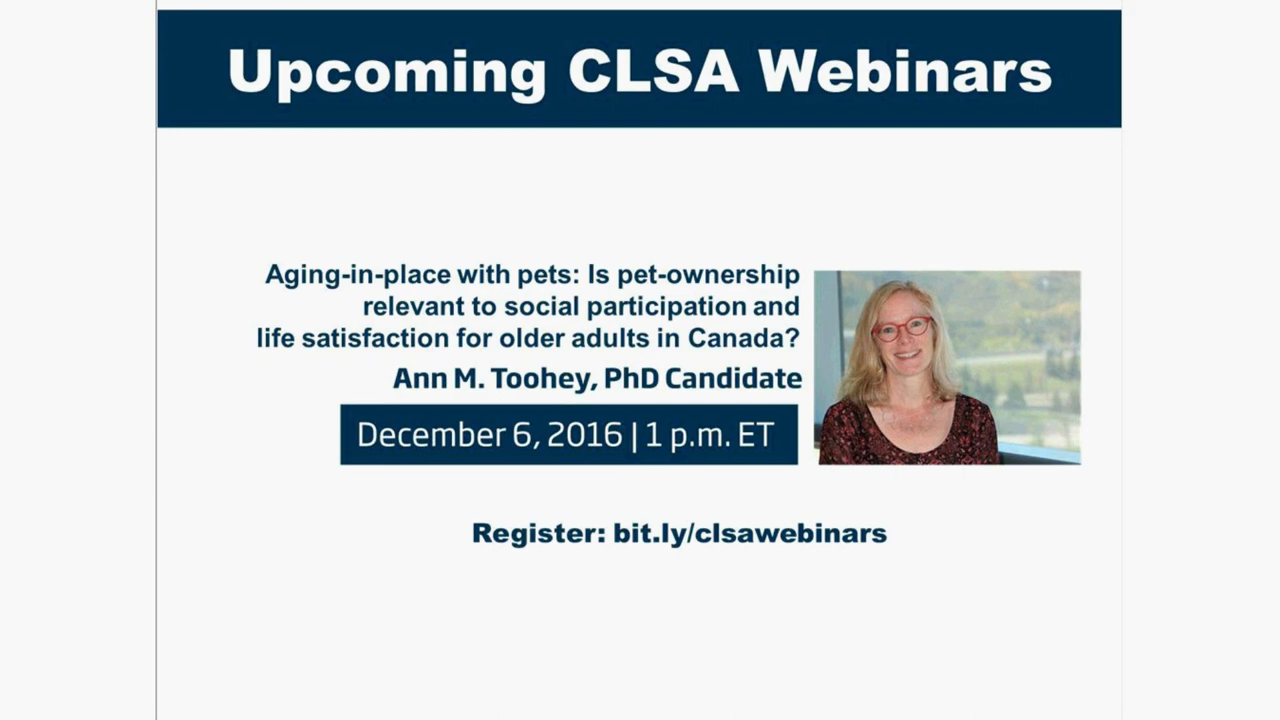 Upcoming CLSA Webinars
Aging-in-place with pets: Is pet-ownership
relevant to social participation and
life satisfaction for older adults in Canada?
Ann M. Toohey, PhD Candidate
December 6, 2016 | 1 p.m. ET
Register: bit.ly/clsawebinars